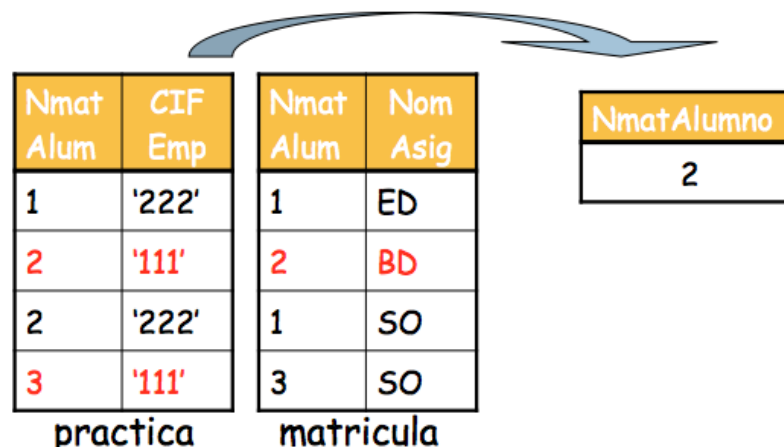 Nmat Alum CIF Emp
1 '222'
2 '111'
2 '222'
3 '111'
practica
Nmat Alum Nom Asig
1 ED
2 BD
1 SO
3 SO
matricula
NmatAlumno
2